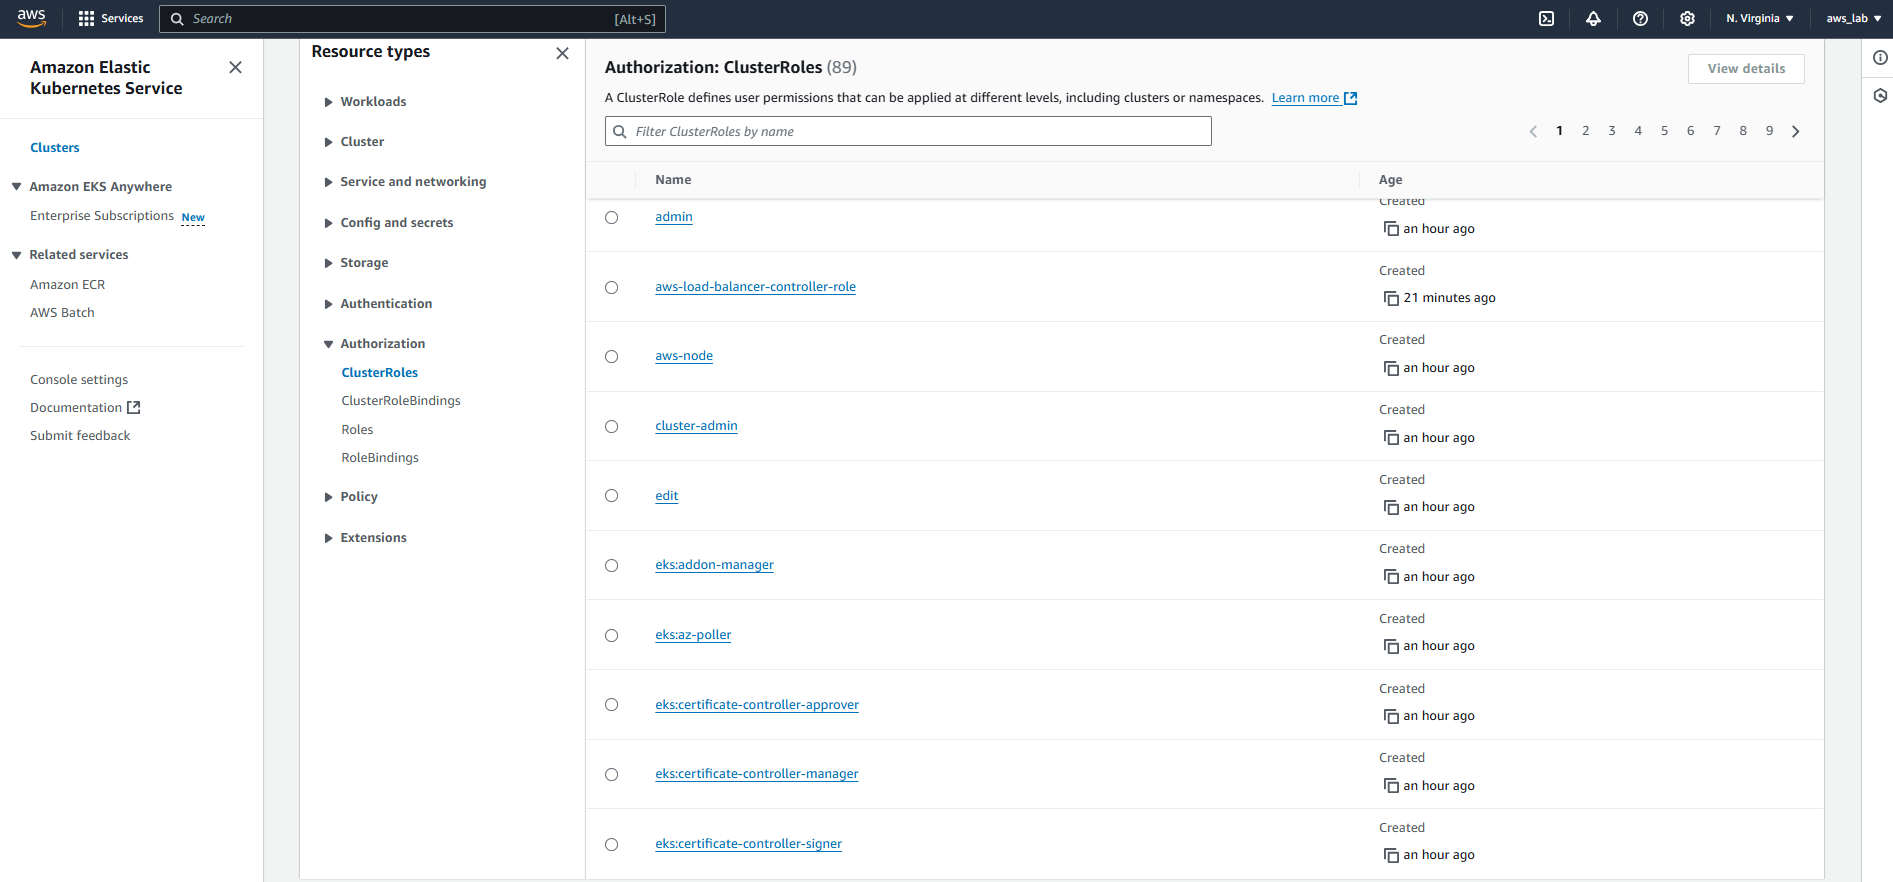 aws
Services
Search
[Alt+S]
N. Virginia
aws_lab
Amazon Elastic
Kubernetes Service
Clusters
Amazon EKS Anywhere
Enterprise Subscriptions New
Related services
Amazon ECR
AWS Batch
Console settings
Documentation
Submit feedback
Resource types
Workloads
Cluster
Service and networking
Config and secrets
Storage
Authentication
Authorization
ClusterRoles
ClusterRoleBindings
Roles
RoleBindings
Policy
Extensions
Authorization: ClusterRoles (89)
View details
A ClusterRole defines user permissions that can be applied at different levels, including clusters or namespaces. Learn more
Filter ClusterRoles by name
1 2 3 4 5 6 7 8 9
Name Age
Created
admin
an hour ago
Created
aws-load-balancer-controller-role
21 minutes ago
Created
aws-node
an hour ago
Created
cluster-admin
an hour ago
Created
edit
an hour ago
Created
eks:addon-manager
an hour ago
Created
eks:az-poller
an hour ago
Created
eks:certificate-controller-approver
an hour ago
Created
eks:certificate-controller-manager
an hour ago
Created
eks:certificate-controller-signer
an hour ago